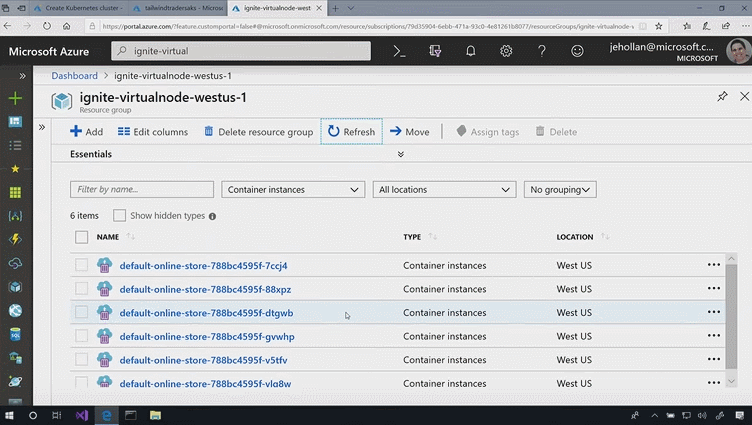 Create Kubernetes cluster -
tailwindtradersaks - Micros
ignite-virtualnode-west
https://portal.azure.com/?feature.customportal=false#@microsoft.onmicrosoft.com/resource/subscriptions/79d35904-6ebb-471a-93c0-4e81261b8077/resourceGroups/ignite-virtualnode-w
Microsoft Azure
ignite-virtual
jehollan@microsoft.c...
MICROSOFT
Dashboard > ignite-virtualnode-westus-1
ignite-virtualnode-westus-1
Resource group
Add
Edit columns
Delete resource group
Refresh
Move
Assign tags
Delete
Essentials
Filter by name...
Container instances
All locations
No grouping
6 items
Show hidden types
NAME
TYPE
LOCATION
default-online-store-788bc4595f-7ccj4 Container instances West US
default-online-store-788bc4595f-88xpz Container instances West US
default-online-store-788bc4595f-dtgwb Container instances West US
default-online-store-788bc4595f-gvwhp Container instances West US
default-online-store-788bc4595f-v5tfv Container instances West US
default-online-store-788bc4595f-vla8w Container instances West US